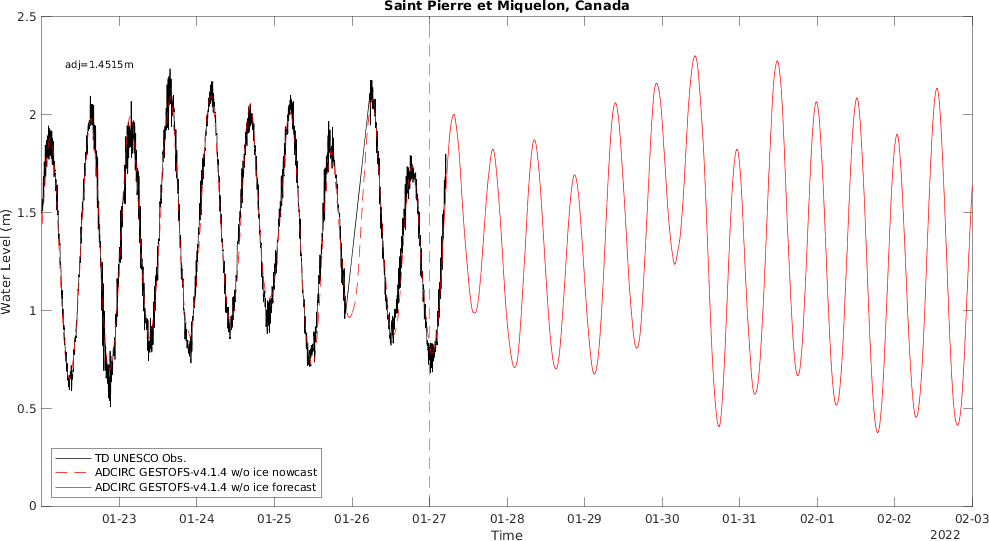 Saint Pierre et Miquelon, Canada
2.5
adj=1.4515m
2
1.5
Water Level (m)
1
0.5
TD UNESCO Obs.
ADCIRC GESTOFS-v4.1.4 w/o ice nowcast
ADCIRC GESTOFS-v4.1.4 w/o ice forecast
0
01-23 01-24 01-25 01-26 01-27 01-28 01-29 01-30 01-31 02-01 02-02 02-03
Time
2022